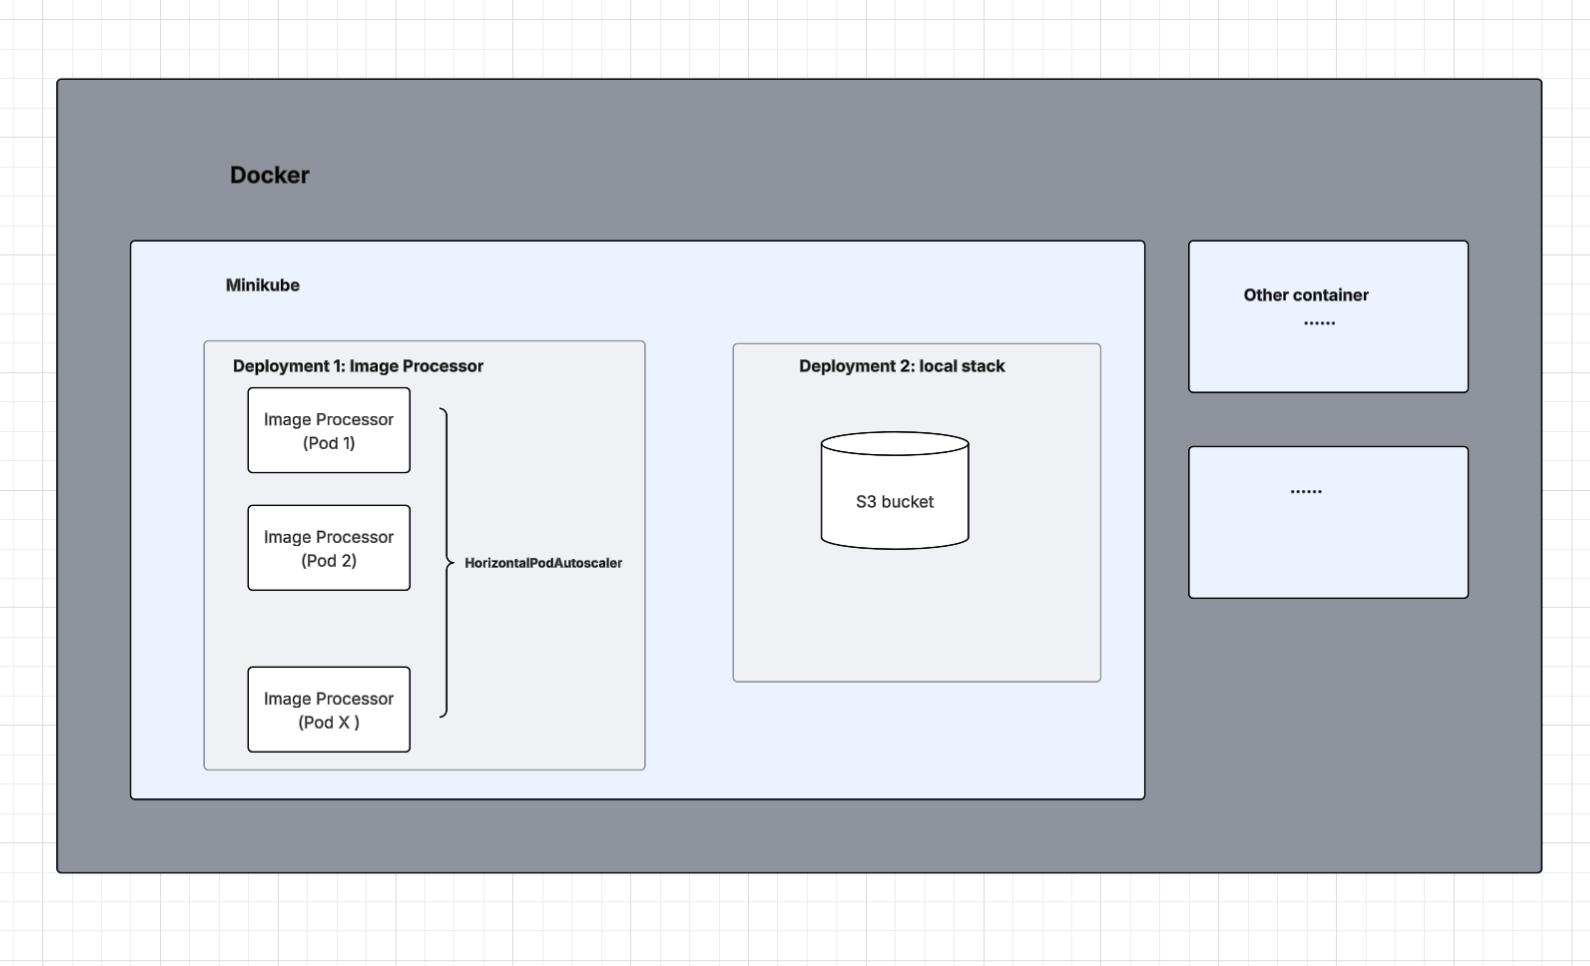 Docker
Minikube
Deployment 1: Image Processor
Image Processor
(Pod 1)
Image Processor
(Pod 2)
Image Processor
(Pod X )
HorizontalPodAutoscaler
Deployment 2: local stack
S3 bucket
Other container
......
......